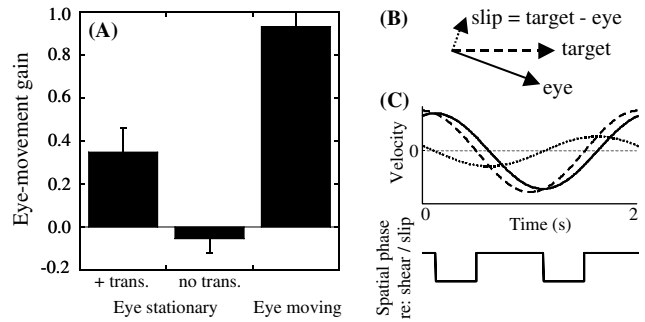 (A)
Eye-movement gain
1.0
0.8
0.6
0.4
0.2
0.0
-0.2
+ trans.
no trans.
Eye stationary
Eye moving
(B)
slip = target - eye
target
eye
(C)
Velocity
0
0
2
Time (s)
Spatial phase
re: shear / slip